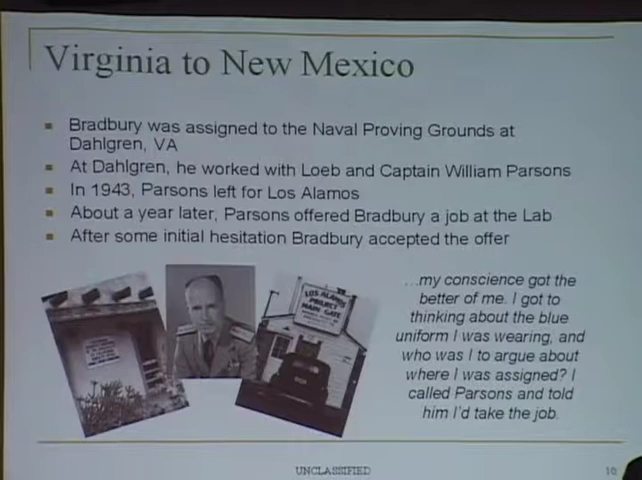 Virginia to New Mexico
Bradbury was assigned to the Naval Proving Grounds at
Dahlgren, VA
At Dahlgren, he worked with Loeb and Captain William Parsons
In 1943, Parsons left for Los Alamos
About a year later, Parsons offered Bradbury a job at the Lab
After some initial hesitation Bradbury accepted the offer
LOS ALAMOS
PROJECT
MAIN GATE
…my conscience got the
better of me. I got to
thinking about the blue
uniform I was wearing, and
who was I to argue about
where I was assigned? I
called Parsons and told
him I'd take the job.
UNCLASSIFIED
10